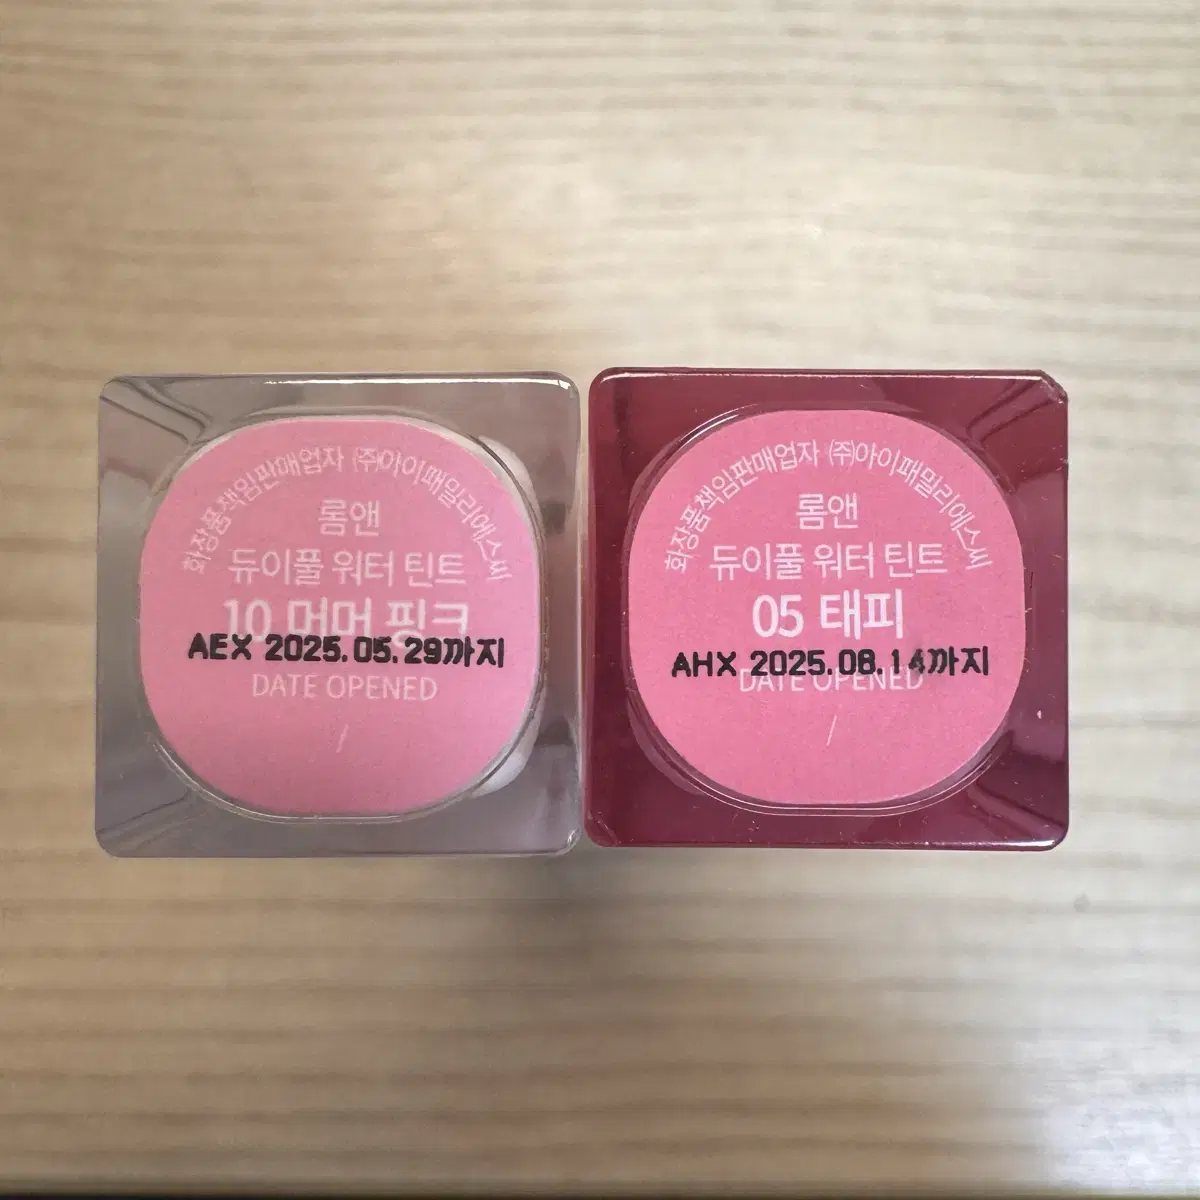 화장품책임판매업자 (주)아이패밀리에스씨
롬앤
듀이풀 워터 틴트
10 머머 핑크
AEX 2025.05.29까지
DATE OPENED
/
화장품책임판매업자 (주)아이패밀리에스씨
롬앤
듀이풀 워터 틴트
05 태피
AHX 2025.08.14까지
DATE OPENED
/